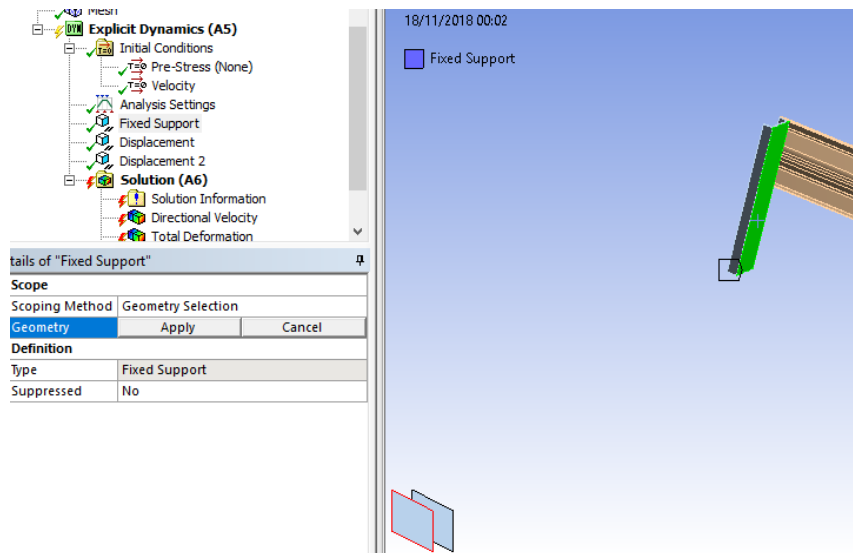 Mesh
Explicit Dynamics (A5)
Initial Conditions
Pre-Stress (None)
Velocity
Analysis Settings
Fixed Support
Displacement
Displacement 2
Solution (A6)
Solution Information
Directional Velocity
Total Deformation
tails of "Fixed Support"
Scope
Scoping Method Geometry Selection
Geometry Apply Cancel
Definition
Type Fixed Support
Suppressed No
18/11/2018 00:02
Fixed Support